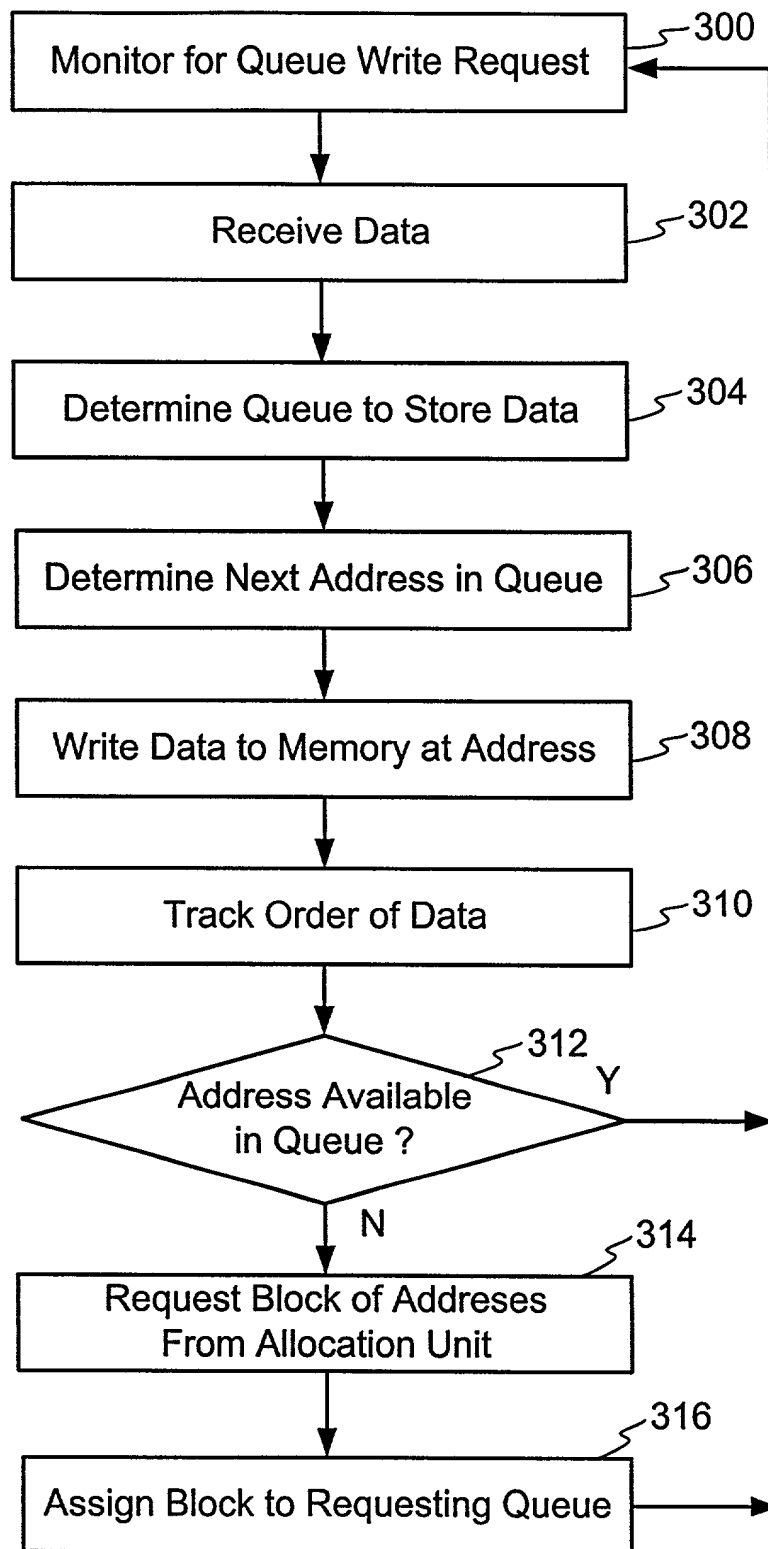 300
Monitor for Queue Write Request
302
Receive Data
304
Determine Queue to Store Data
306
Determine Next Address in Queue
308
Write Data to Memory at Address
310
Track Order of Data
312
Address Available
in Queue ?
Y
N
314
Request Block of Addreses
From Allocation Unit
316
Assign Block to Requesting Queue